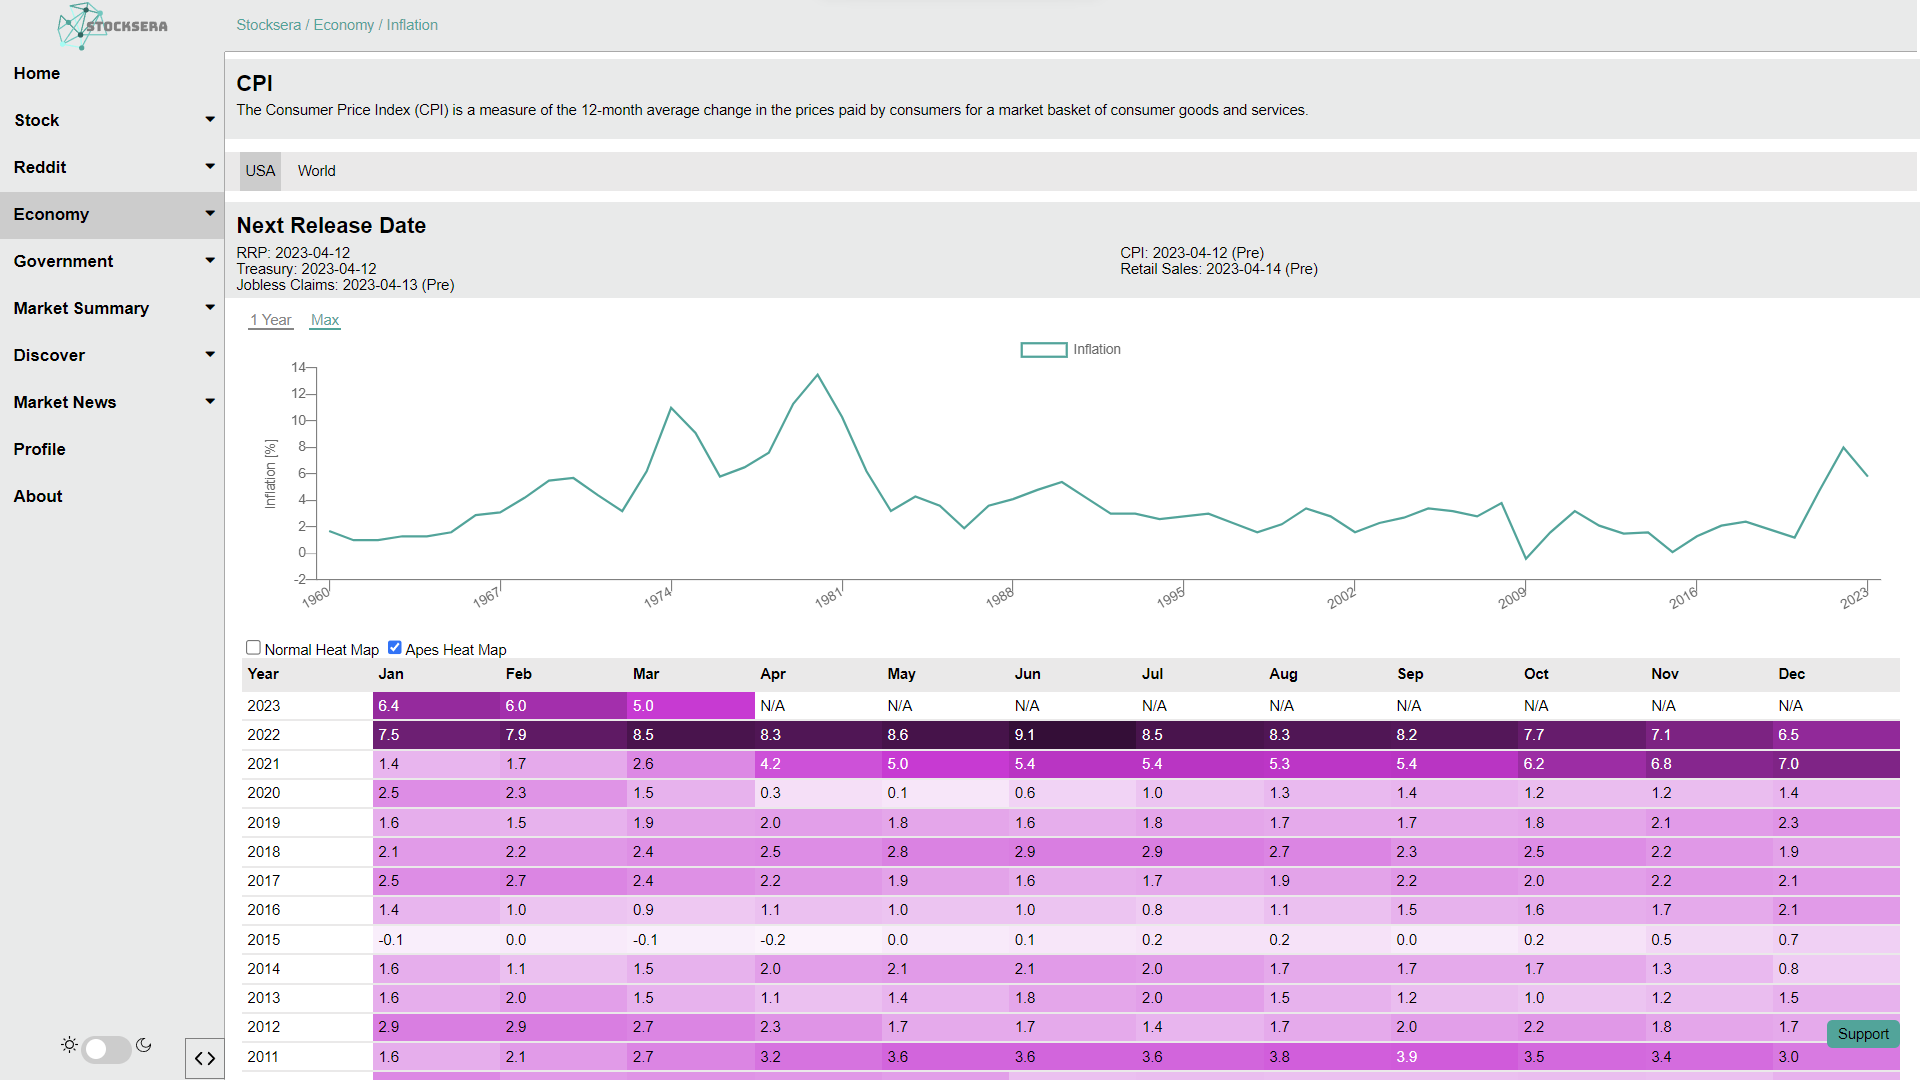 STOCKSERA
Stocksera / Economy / Inflation
Home
Stock
Reddit
Economy
Government
Market Summary
Discover
Market News
Profile
About
CPI
The Consumer Price Index (CPI) is a measure of the 12-month average change in the prices paid by consumers for a market basket of consumer goods and services.
USA World
Next Release Date
RRP: 2023-04-12
Treasury: 2023-04-12
Jobless Claims: 2023-04-13 (Pre)
CPI: 2023-04-12 (Pre)
Retail Sales: 2023-04-14 (Pre)
1 Year Max
Inflation
Inflation [%]
14
12
10
8
6
4
2
0
-2
1960 1967 1974 1981 1988 1995 2002 2009 2016 2023
Normal Heat Map Apes Heat Map
Year Jan Feb Mar Apr May Jun Jul Aug Sep Oct Nov Dec
2023 6.4 6.0 5.0 N/A N/A N/A N/A N/A N/A N/A N/A N/A
2022 7.5 7.9 8.5 8.3 8.6 9.1 8.5 8.3 8.2 7.7 7.1 6.5
2021 1.4 1.7 2.6 4.2 5.0 5.4 5.4 5.3 5.4 6.2 6.8 7.0
2020 2.5 2.3 1.5 0.3 0.1 0.6 1.0 1.3 1.4 1.2 1.2 1.4
2019 1.6 1.5 1.9 2.0 1.8 1.6 1.8 1.7 1.7 1.8 2.1 2.3
2018 2.1 2.2 2.4 2.5 2.8 2.9 2.9 2.7 2.3 2.5 2.2 1.9
2017 2.5 2.7 2.4 2.2 1.9 1.6 1.7 1.9 2.2 2.0 2.2 2.1
2016 1.4 1.0 0.9 1.1 1.0 1.0 0.8 1.1 1.5 1.6 1.7 2.1
2015 -0.1 0.0 -0.1 -0.2 0.0 0.1 0.2 0.2 0.0 0.2 0.5 0.7
2014 1.6 1.1 1.5 2.0 2.1 2.1 2.0 1.7 1.7 1.7 1.3 0.8
2013 1.6 2.0 1.5 1.1 1.4 1.8 2.0 1.5 1.2 1.0 1.2 1.5
2012 2.9 2.9 2.7 2.3 1.7 1.7 1.4 1.7 2.0 2.2 1.8 1.7
2011 1.6 2.1 2.7 3.2 3.6 3.6 3.6 3.8 3.9 3.5 3.4 3.0
Support